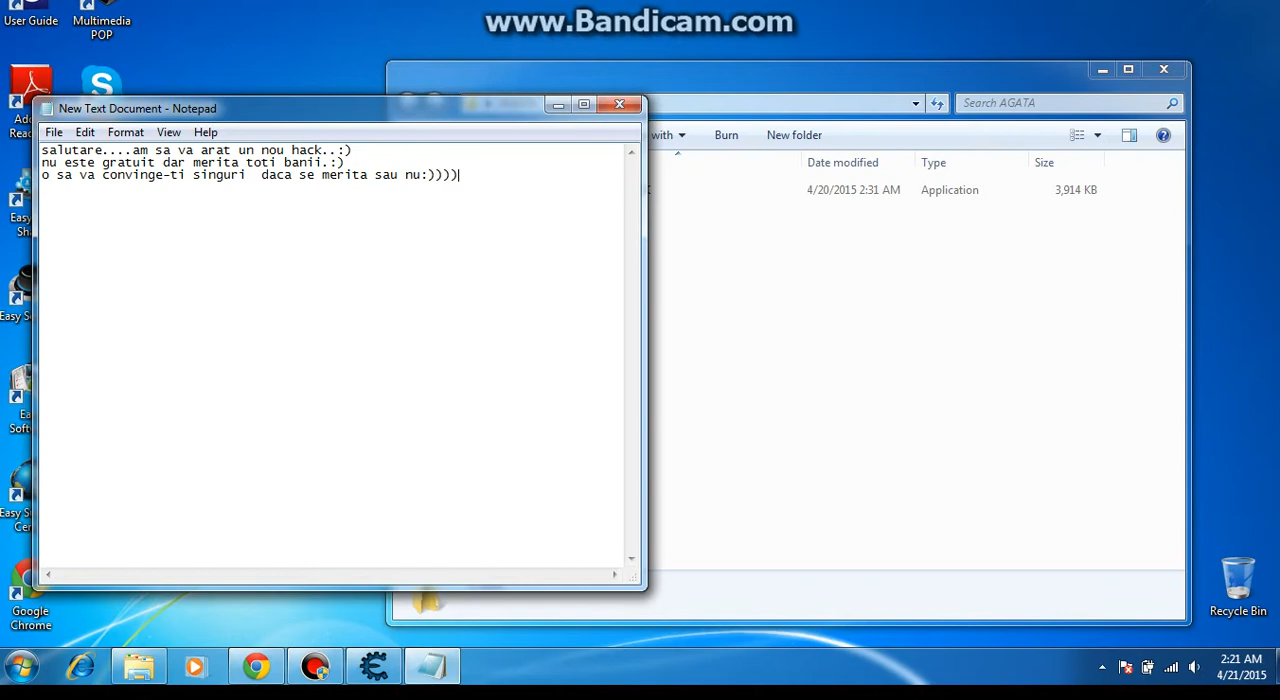 User Guide
Multimedia
POP
www.Bandicam.com
New Text Document - Notepad
File Edit Format View Help
salutare....am sa va arat un nou hack..:)
nu este gratuit dar merita toti banii.:)
o sa va convinge-ti singuri  daca se merita sau nu:))))
Search AGATA
with Burn New folder
Date modified Type Size
4/20/2015 2:31 AM Application 3,914 KB
Easy
Easy
Google
Chrome
Recycle Bin
2:21 AM
4/21/2015